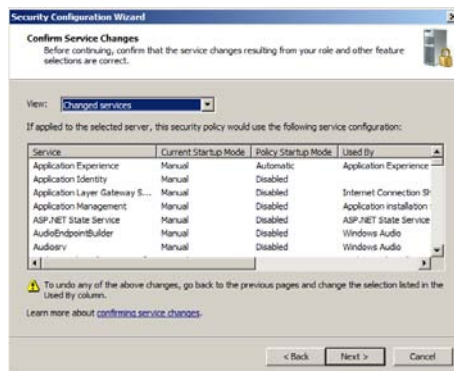 Security Configuration Wizard
Confirm Service Changes
Before continuing, confirm that the service changes resulting from your role and other feature
selections are correct.
View: Changed services
If applied to the selected server, this security policy would use the following service configuration:
Service Current Startup Mode Policy Startup Mode Used By
Application Experience Manual Automatic Application Experience
Application Identity Manual Disabled
Application Layer Gateway S... Manual Disabled Internet Connection Sh
Application Management Manual Disabled Application installation
ASP.NET State Service Manual Disabled ASP.NET State Service
AudioEndpointBuilder Manual Disabled Windows Audio
Audiosrv Manual Disabled Windows Audio
To undo any of the above changes, go back to the previous pages and change the selection listed in the
Used By column.
Learn more about confirming service changes.
< Back Next > Cancel